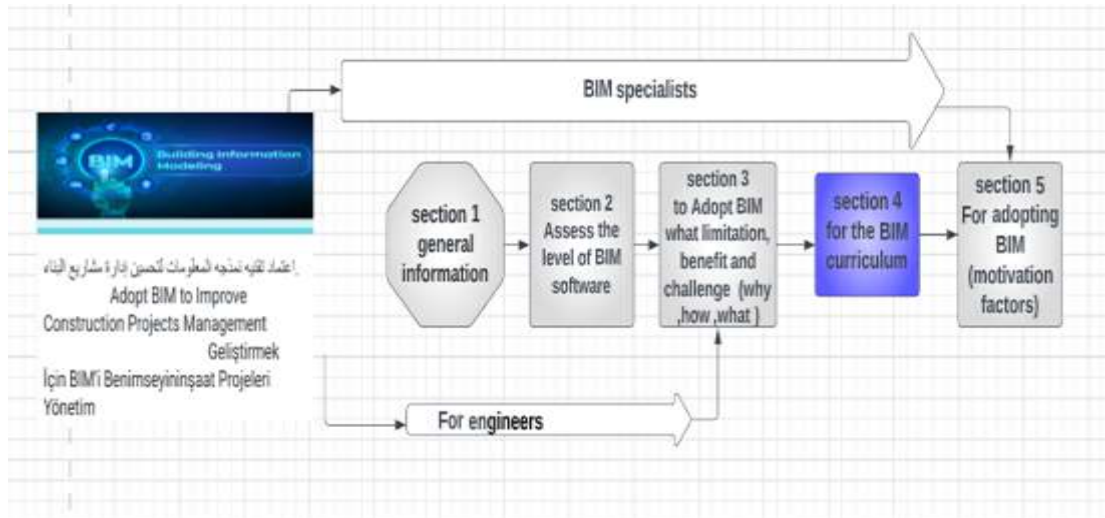 BIM specialists
BIM
Building Information
Modeling
اعتماد تقنيه نمذجه المعلومات لتحسين إدارة مشاريع البناء.
Adopt BIM to Improve
Construction Projects Management
Geliştirmek
İçin BIM'i Benimseyininşaat Projeleri
Yönetim
section 1
general
information
section 2
Assess the
level of BIM
software
section 3
to Adopt BIM
what limitation,
benefit and
challenge (why
,how ,what )
section 4
for the BIM
curriculum
section 5
For adopting
BIM
(motivation
factors)
For engineers